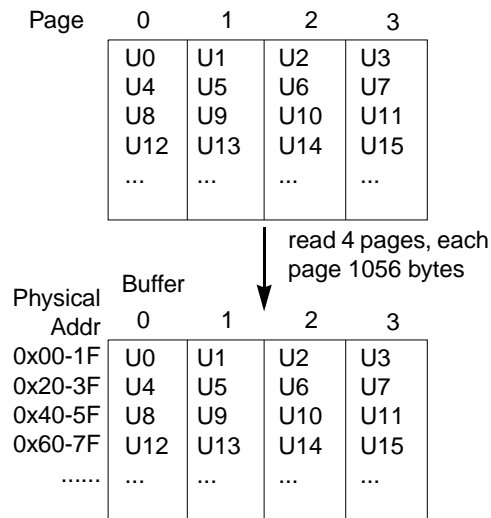 Page 0 1 2 3
U0 U1 U2 U3
U4 U5 U6 U7
U8 U9 U10 U11
U12 U13 U14 U15
... ... ... ...
read 4 pages, each
page 1056 bytes
Buffer
Physical
Addr 0 1 2 3
0x00-1F U0 U1 U2 U3
0x20-3F U4 U5 U6 U7
0x40-5F U8 U9 U10 U11
0x60-7F U12 U13 U14 U15
...... ... ... ... ...